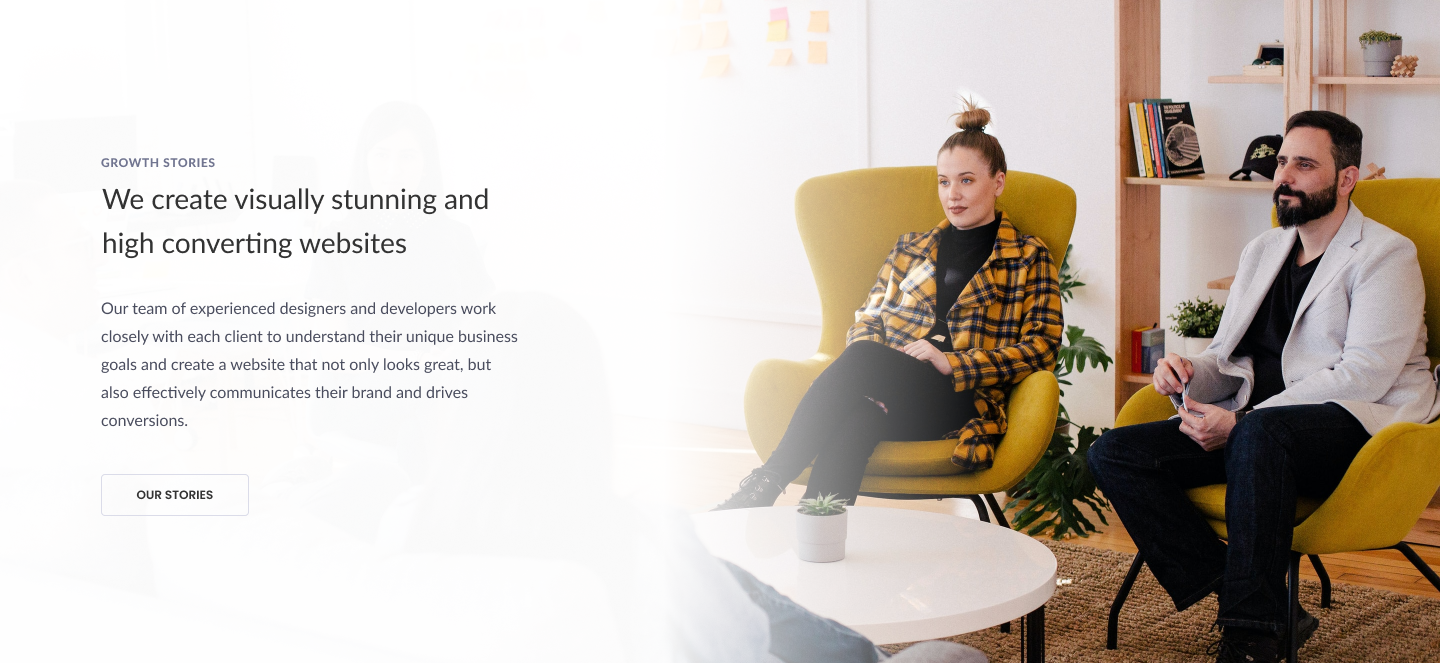 GROWTH STORIES
We create visually stunning and
high converting websites
Our team of experienced designers and developers work
closely with each client to understand their unique business
goals and create a website that not only looks great, but
also effectively communicates their brand and drives
conversions.
OUR STORIES